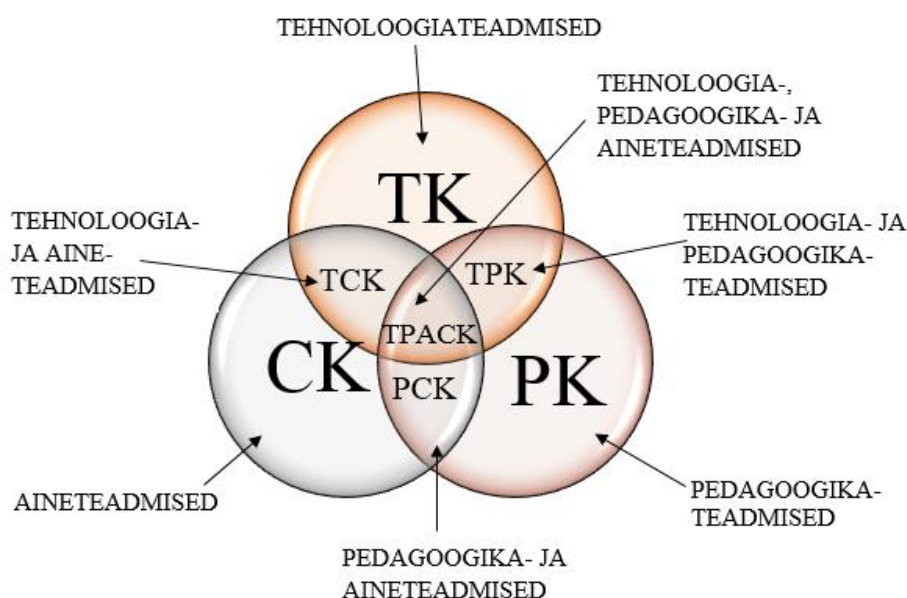 TEHNOLOOGIATEADMISED
TEHNOLOOGIA-,
PEDAGOOGIKA- JA
AINETEADMISED
TK
TEHNOLOOGIA-
JA AINE-
TEADMISED
TEHNOLOOGIA- JA
PEDAGOOGIKA-
TEADMISED
TCK
TPK
TPACK
CK
PCK
PK
AINETEADMISED
PEDAGOOGIKA-
TEADMISED
PEDAGOOGIKA- JA
AINETEADMISED